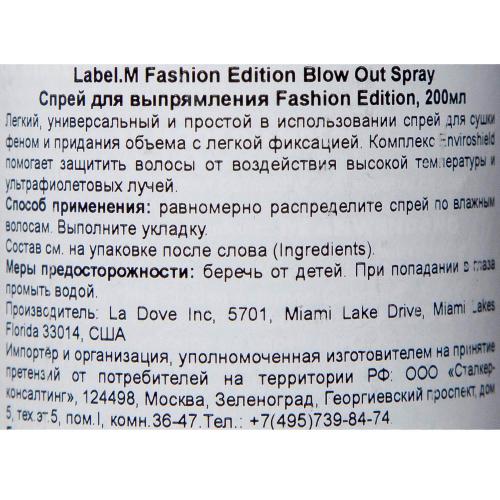 Label.M Fashion Edition Blow Out Spray
Спрей для выпрямления Fashion Edition, 200мл
Легкий, универсальный и простой в использовании спрей для сушки
феном и придания объема с легкой фиксацией. Комплекс Enviroshield
помогает защитить волосы от воздействия высокой температуры и
ультрафиолетовых лучей.
Способ применения: равномерно распределите спрей по влажным
волосам. Выполните укладку.
Состав см. на упаковке после слова (Ingredients).
Меры предосторожности: беречь от детей. При попадании в глаза
промыть водой.
Производитель: La Dove Inc, 5701, Miami Lake Drive, Miami Lakes
Florida 33014, США
Импортёр и организация, уполномоченная изготовителем на принятие
претензий от потребителей на территории РФ: ООО «Сталкер-
консалтинг», 124498, Москва, Зеленоград, Георгиевский проспект, дом
5, тех.эт.5, пом.I, комн.36-47.Тел.: +7(495)739-84-74